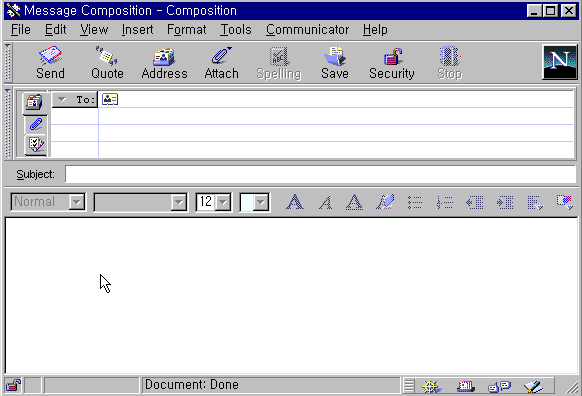 Message Composition - Composition
File Edit View Insert Format Tools Communicator Help
Send Quote Address Attach Spelling Save Security Stop
N
To:
Subject:
Normal 12
A A A
Document: Done